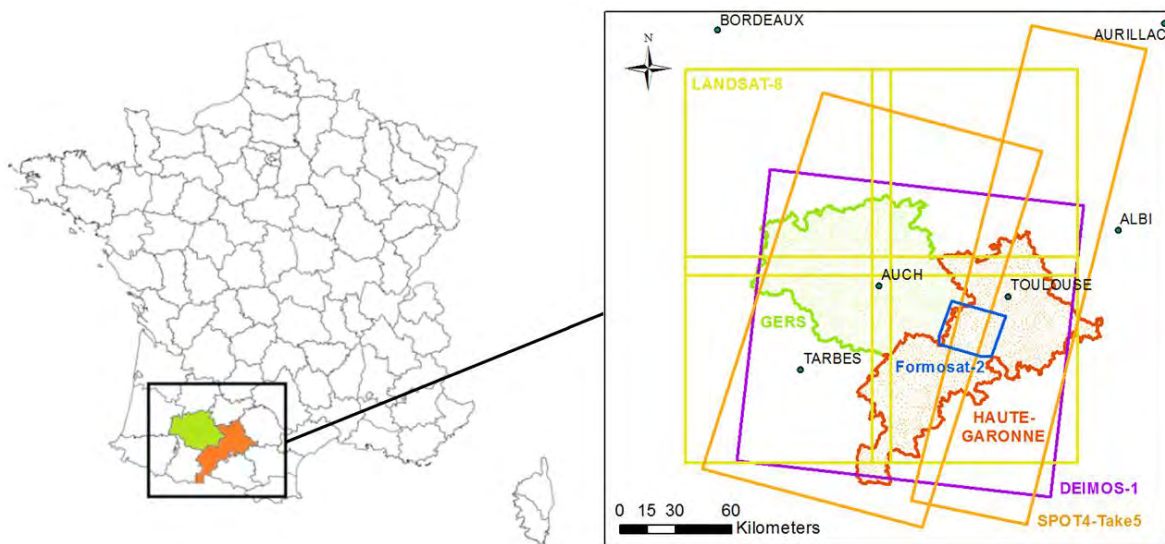 BORDEAUX
AURILLAC
N
LANDSAT-8
ALBI
AUCH
TOULOUSE
GERS
TARBES
Formosat-2
HAUTE-
GARONNE
DEIMOS-1
0 15 30 60
Kilometers
SPOT4-Take5